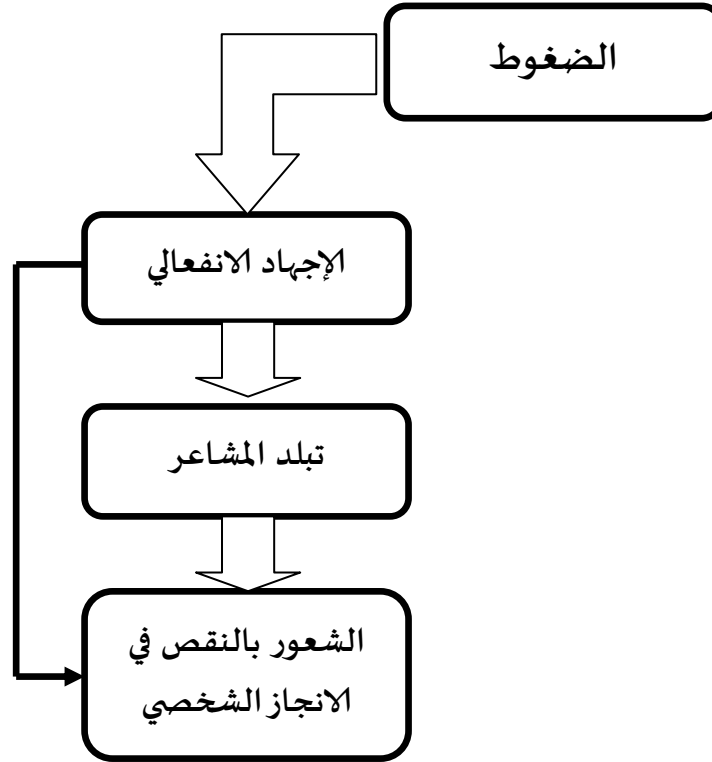 الضغوط
الإجهاد الانفعالي
تبلد المشاعر
الشعور بالنقص في
الانجاز الشخصي